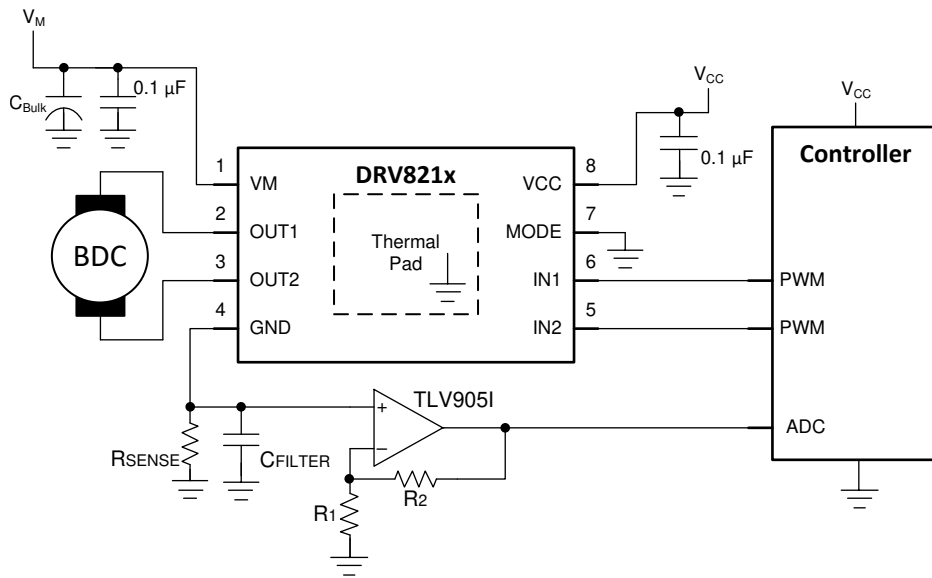 VM
CBulk
0.1 µF
VCC
0.1 µF
VCC
DRV821x
Controller
1
VM
8
VCC
2
OUT1
7
MODE
Thermal
Pad
BDC
3
OUT2
6
IN1
PWM
4
GND
5
IN2
PWM
TLV905I
+
−
ADC
RSENSE
CFILTER
R2
R1